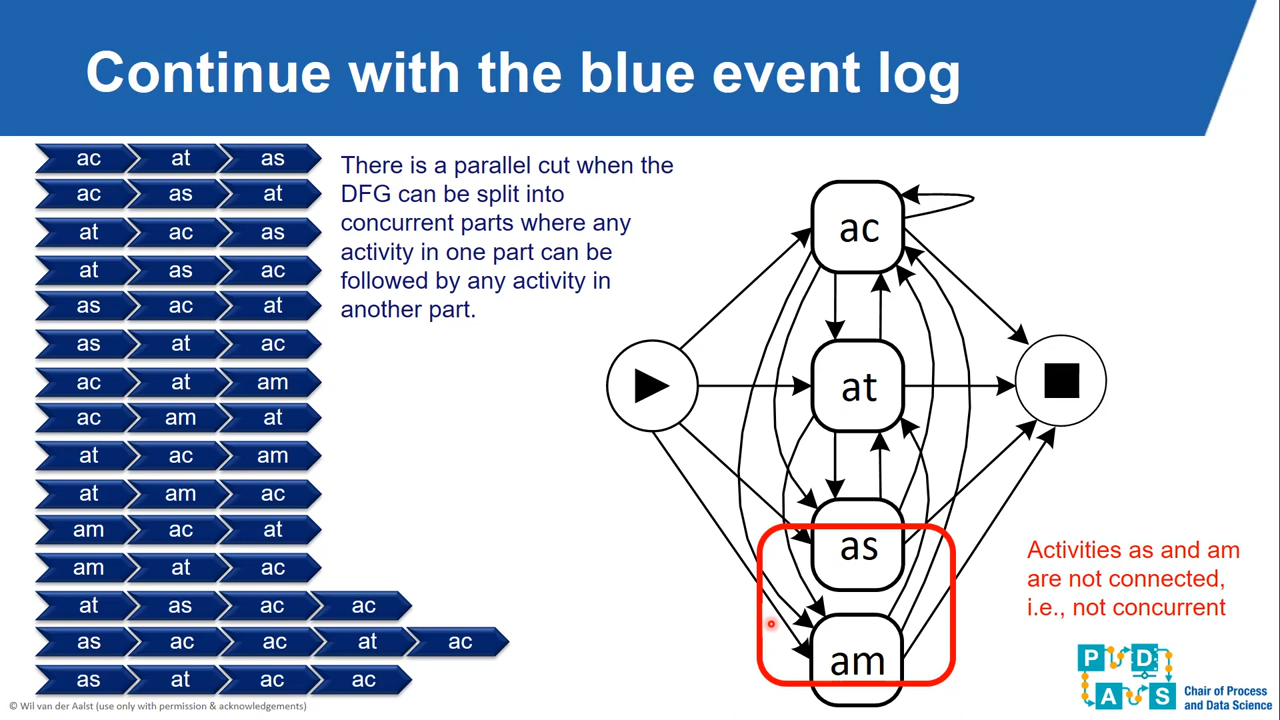 Continue with the blue event log
ac at as
ac as at
at ac as
at as ac
as ac at
as at ac
ac at am
ac am at
at ac am
at am ac
am ac at
am at ac
at as ac ac
as ac ac at ac
as at ac ac
There is a parallel cut when the
DFG can be split into
concurrent parts where any
activity in one part can be
followed by any activity in
another part.
ac
at
as
am
Activities as and am
are not connected,
i.e., not concurrent
P D
A S
Chair of Process
and Data Science
© Wil van der Aalst (use only with permission & acknowledgements)